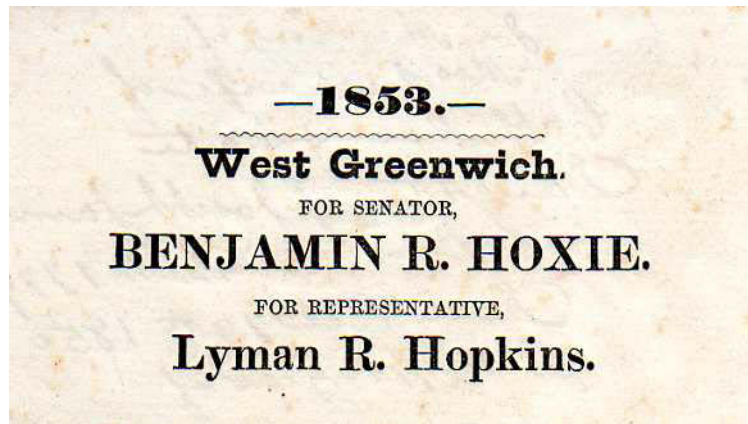 —1853.—
West Greenwich.
FOR SENATOR,
BENJAMIN R. HOXIE.
FOR REPRESENTATIVE,
Lyman R. Hopkins.